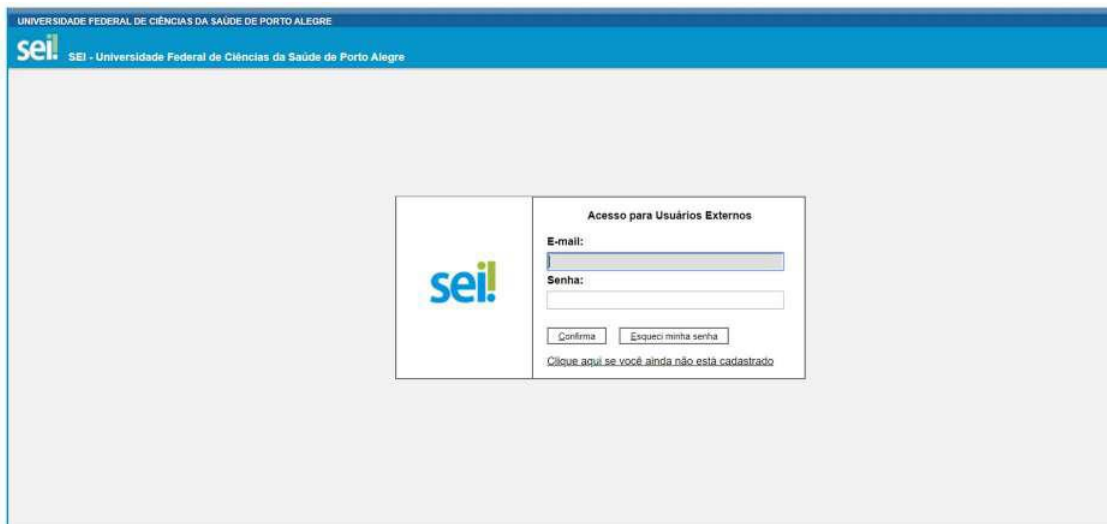 UNIVERSIDADE FEDERAL DE CIÊNCIAS DA SAÚDE DE PORTO ALEGRE
sei! SEI - Universidade Federal de Ciências da Saúde de Porto Alegre
Acesso para Usuários Externos
E-mail:
sei!
Senha:
Confirma Esqueci minha senha
Clique aqui se você ainda não está cadastrado